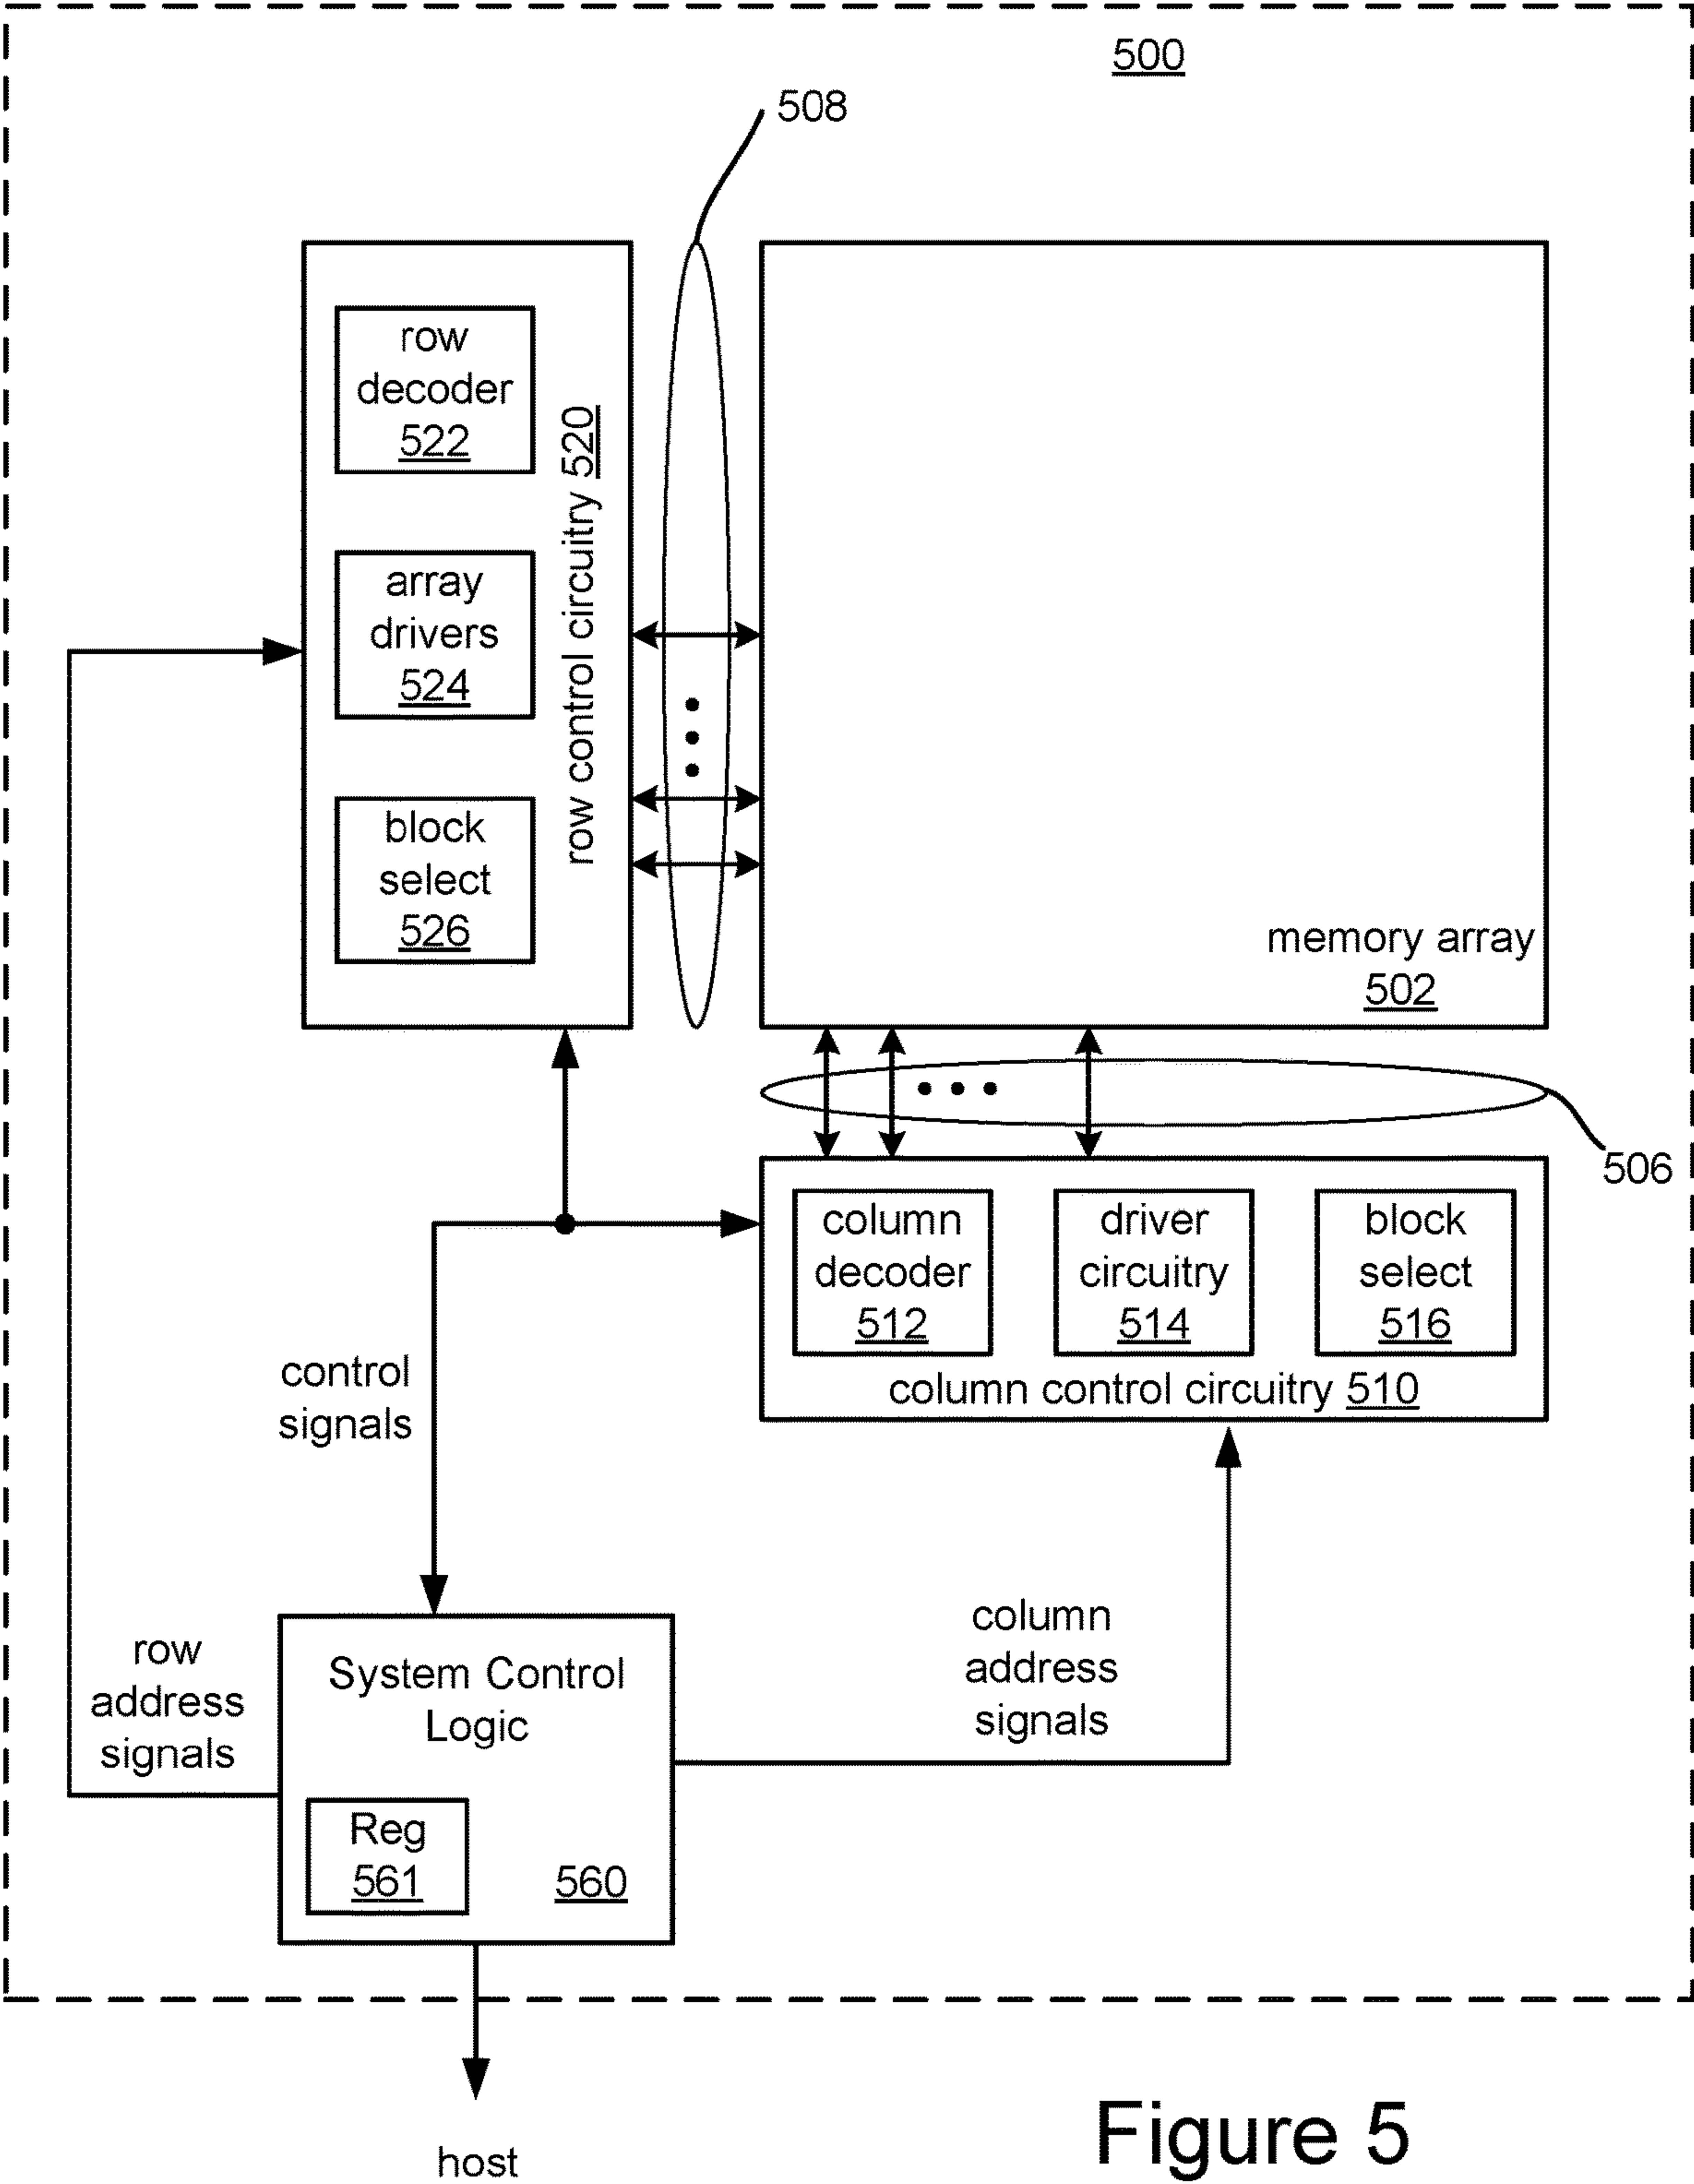 500
508
row
decoder
522
array
drivers
524
block
select
526
row control circuitry 520
memory array
502
506
column
decoder
512
driver
circuitry
514
block
select
516
column control circuitry 510
control
signals
row
address
signals
System Control
Logic
Reg
561
560
column
address
signals
host
Figure 5